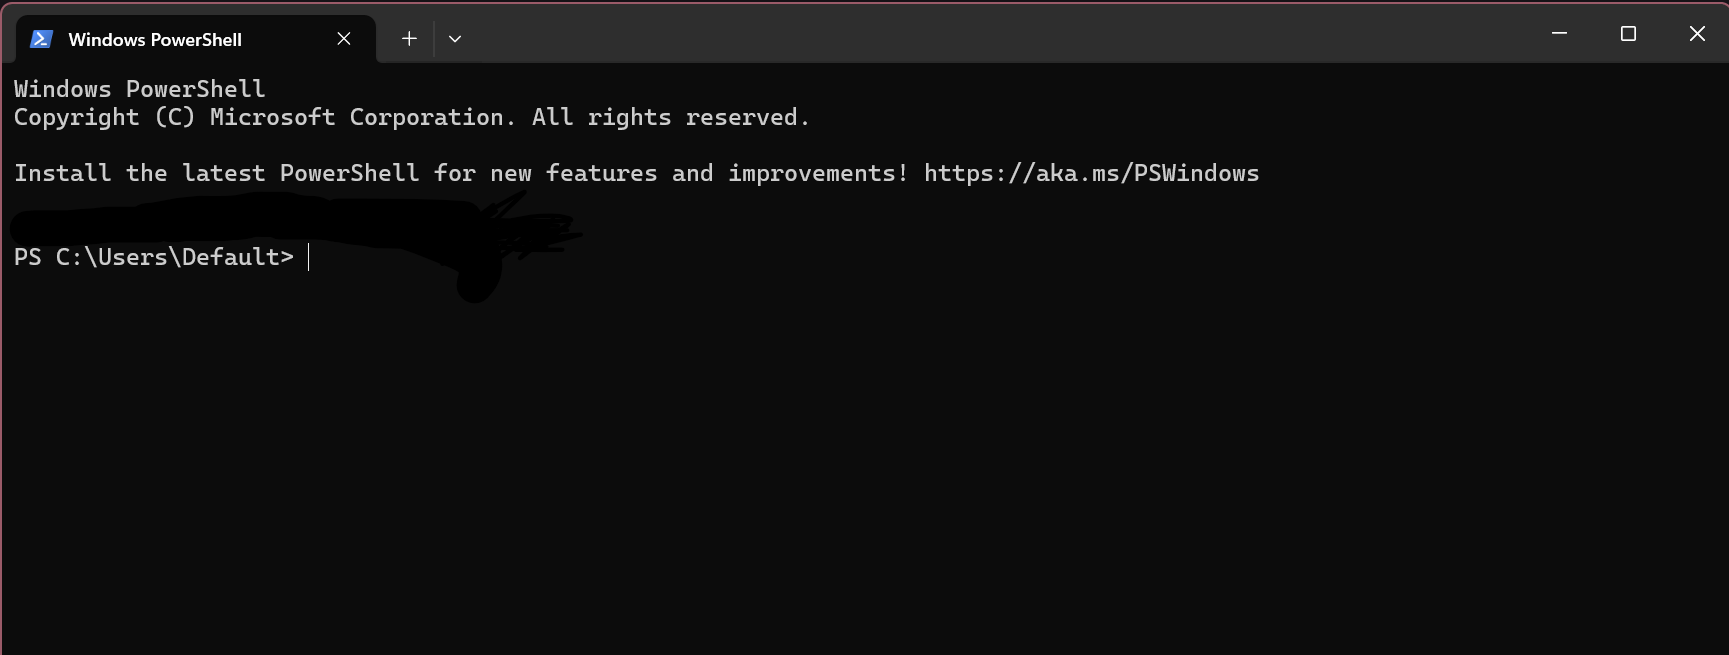 Windows PowerShell
Windows PowerShell
Copyright (C) Microsoft Corporation. All rights reserved.
Install the latest PowerShell for new features and improvements! https://aka.ms/PSWindows
PS C:\Users\Default>